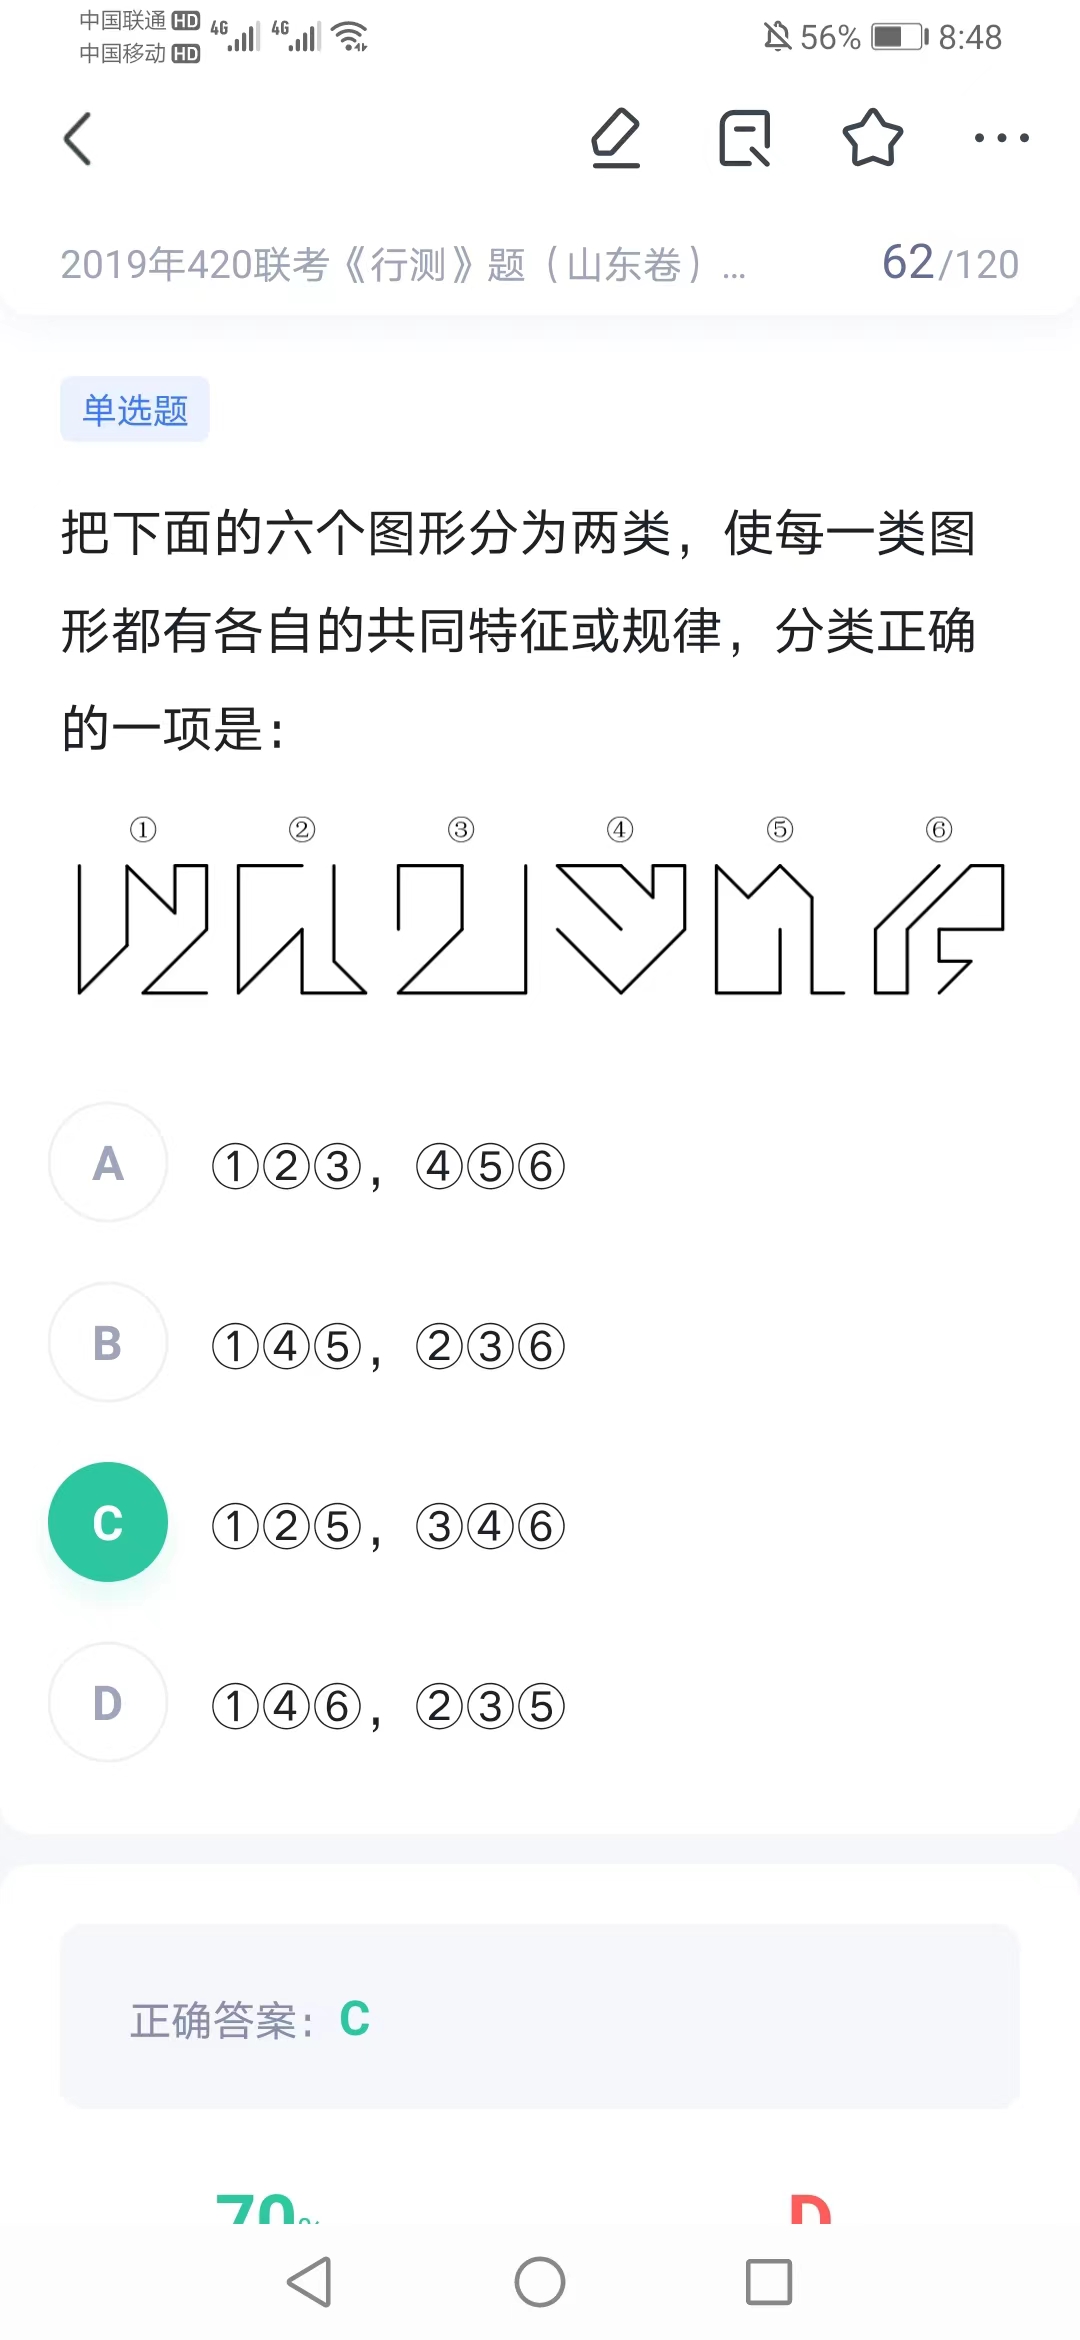 中国联通 HD 4G 4G 56% 8:48
中国移动 HD
2019年420联考《行测》题（山东卷）... 62/120
单选题
把下面的六个图形分为两类，使每一类图
形都有各自的共同特征或规律，分类正确
的一项是：
① ② ③ ④ ⑤ ⑥
A ①②③，④⑤⑥
B ①④⑤，②③⑥
C ①②⑤，③④⑥
D ①④⑥，②③⑤
正确答案：C
70% D